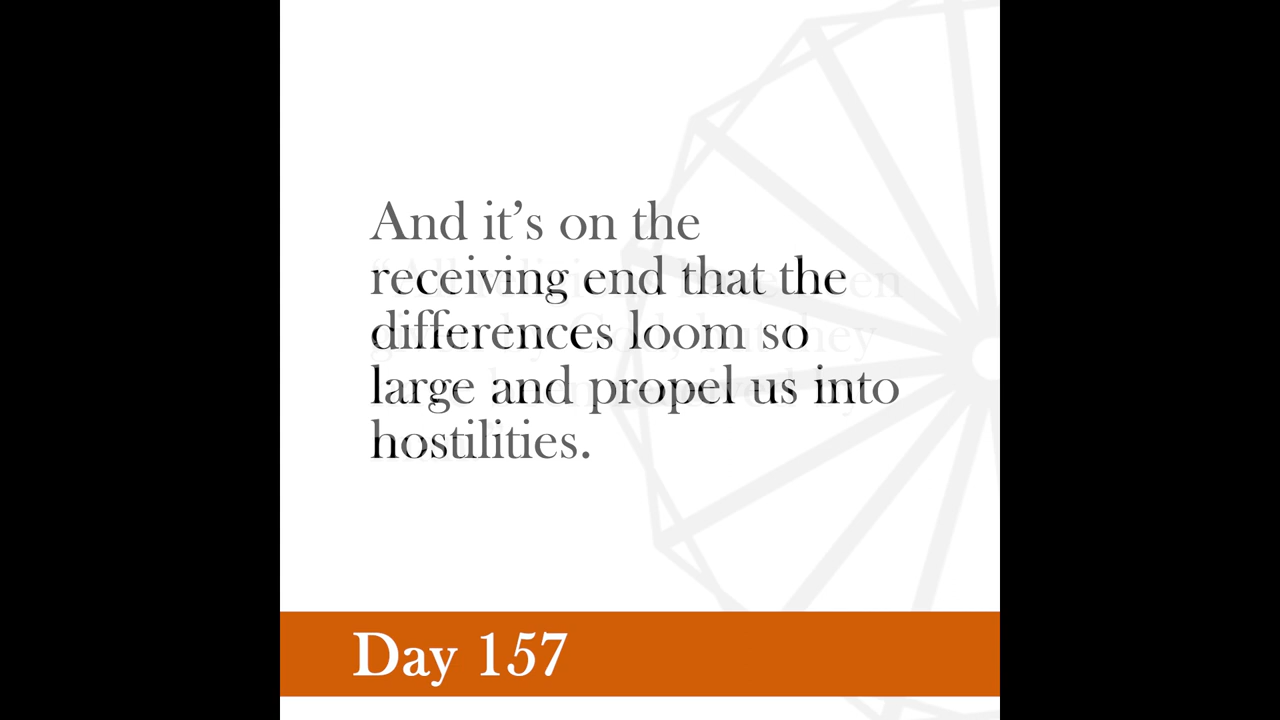 And it’s on the
receiving end that the
differences loom so
large and propel us into
hostilities.
Day 157